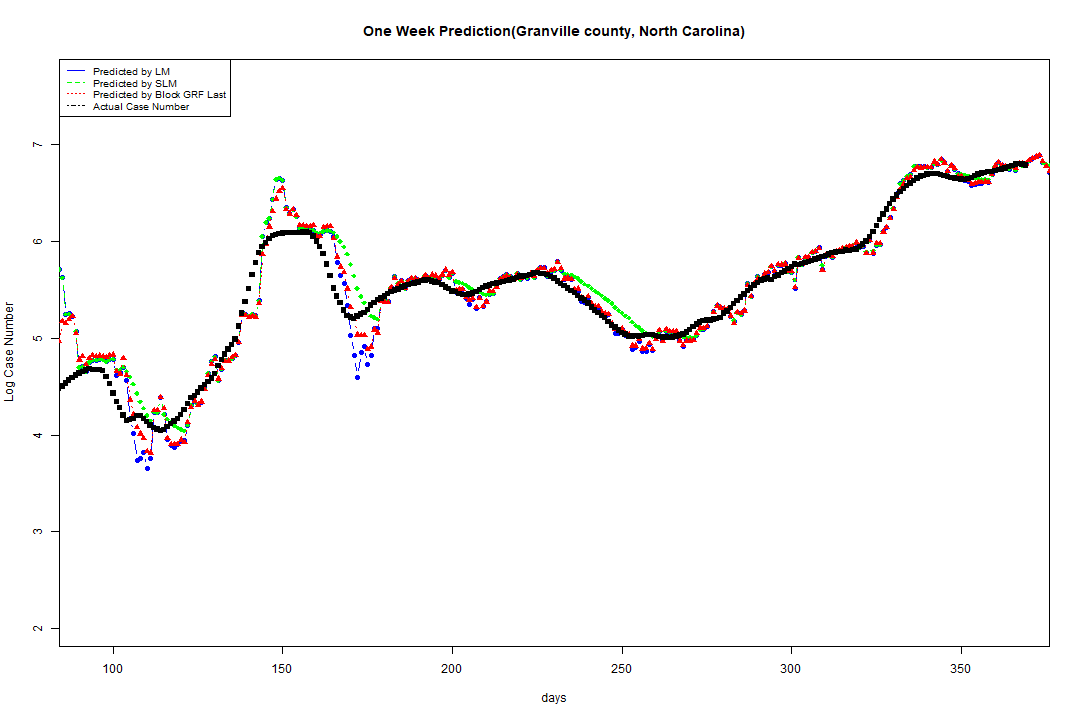 One Week Prediction(Granville county, North Carolina)
Predicted by LM
Predicted by SLM
Predicted by Block GRF Last
Actual Case Number
Log Case Number
7
6
5
4
3
2
100 150 200 250 300 350
days